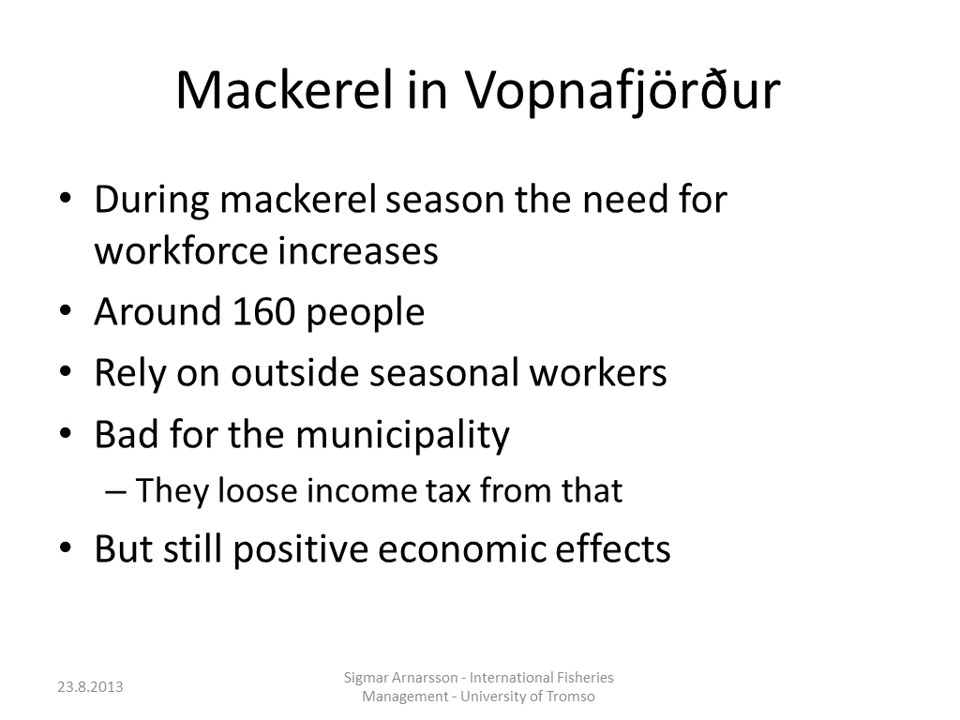 Mackerel in Vopnafjörður
• During mackerel season the need for
workforce increases
• Around 160 people
• Rely on outside seasonal workers
• Bad for the municipality
– They loose income tax from that
• But still positive economic effects
23.8.2013
Sigmar Arnarsson - International Fisheries
Management - University of Tromso